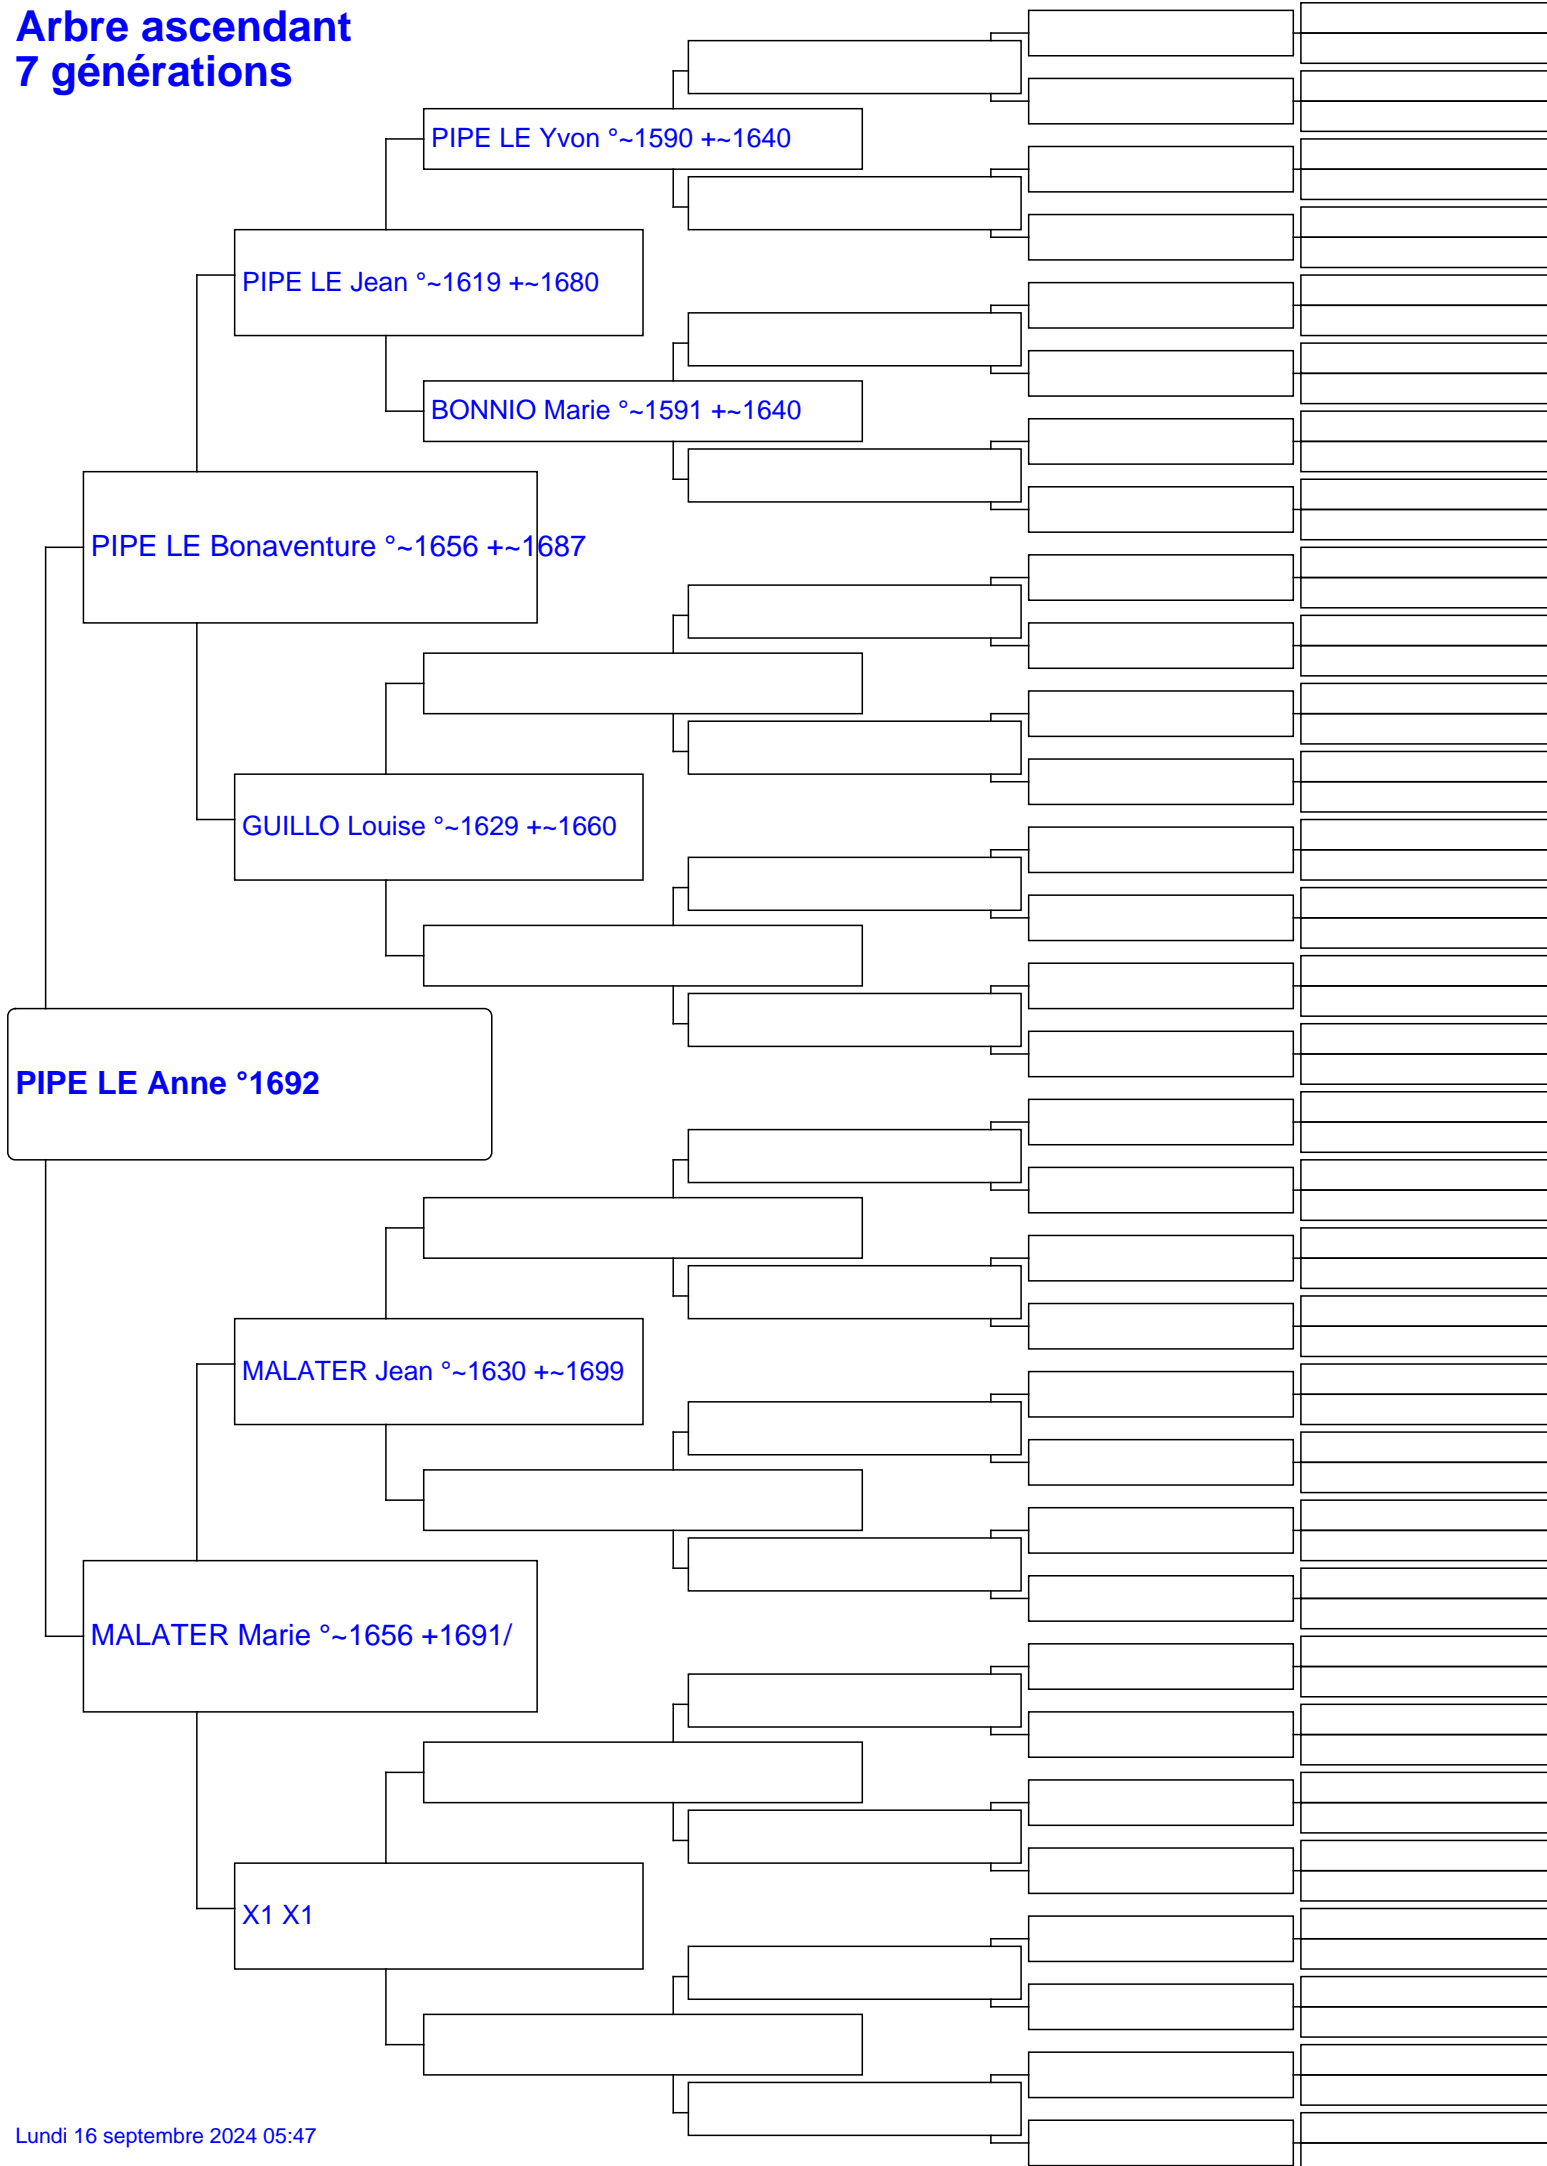 Arbre ascendant
7 générations
PIPE LE Yvon °~1590 +~1640
PIPE LE Jean °~1619 +~1680
BONNIO Marie °~1591 +~1640
PIPE LE Bonaventure °~1656 +~1687
GUILLO Louise °~1629 +~1660
PIPE LE Anne °1692
MALATER Jean °~1630 +~1699
MALATER Marie °~1656 +1691/
X1 X1
Lundi 16 septembre 2024 05:47